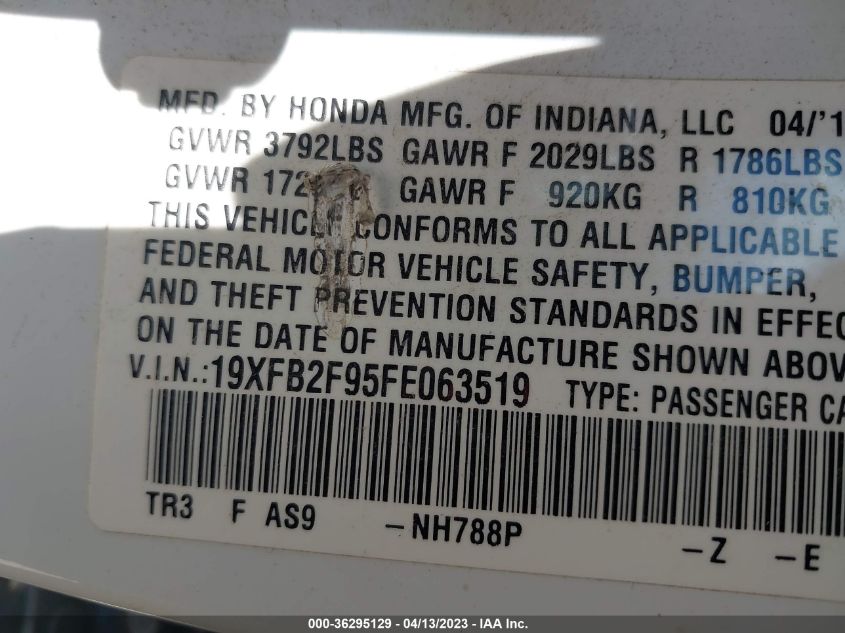 MFD. BY HONDA MFG. OF INDIANA, LLC 04/'1
GVWR 3792LBS GAWR F 2029LBS R 1786LBS
GVWR GAWR F 920KG R 810KG
THIS VEHICLE CONFORMS TO ALL APPLICABLE
FEDERAL MOTOR VEHICLE SAFETY, BUMPER,
AND THEFT PREVENTION STANDARDS IN EFFEC
ON THE DATE OF MANUFACTURE SHOWN ABOV
V.I.N.:19XFB2F95FE063519 TYPE: PASSENGER CA
TR3 F AS9 -NH788P -Z -E
000-36295129 - 04/13/2023 - IAA Inc.